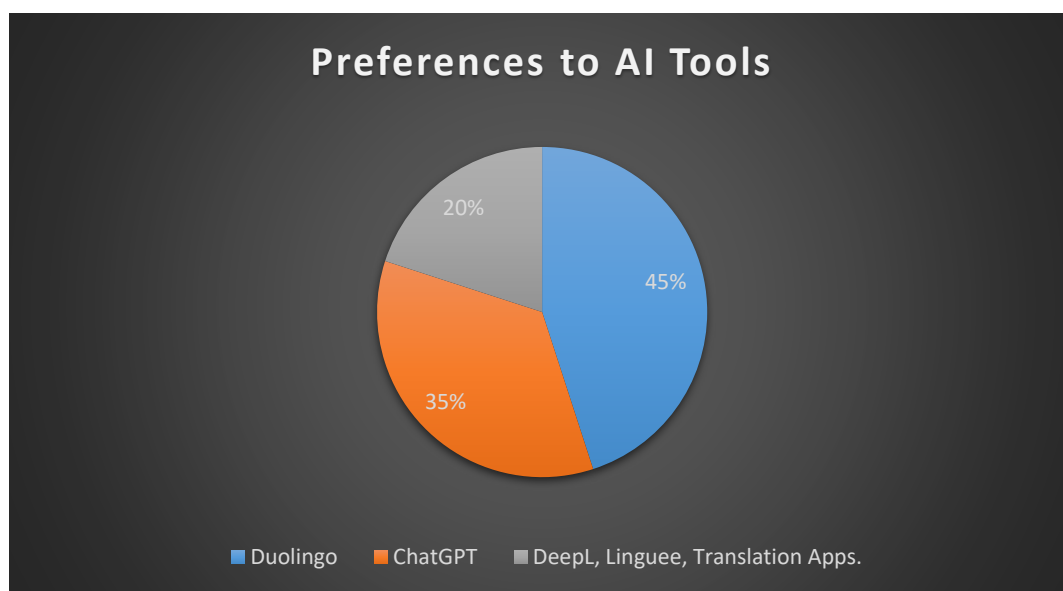 Preferences to AI Tools
20%
45%
35%
Duolingo ChatGPT DeepL, Linguee, Translation Apps.